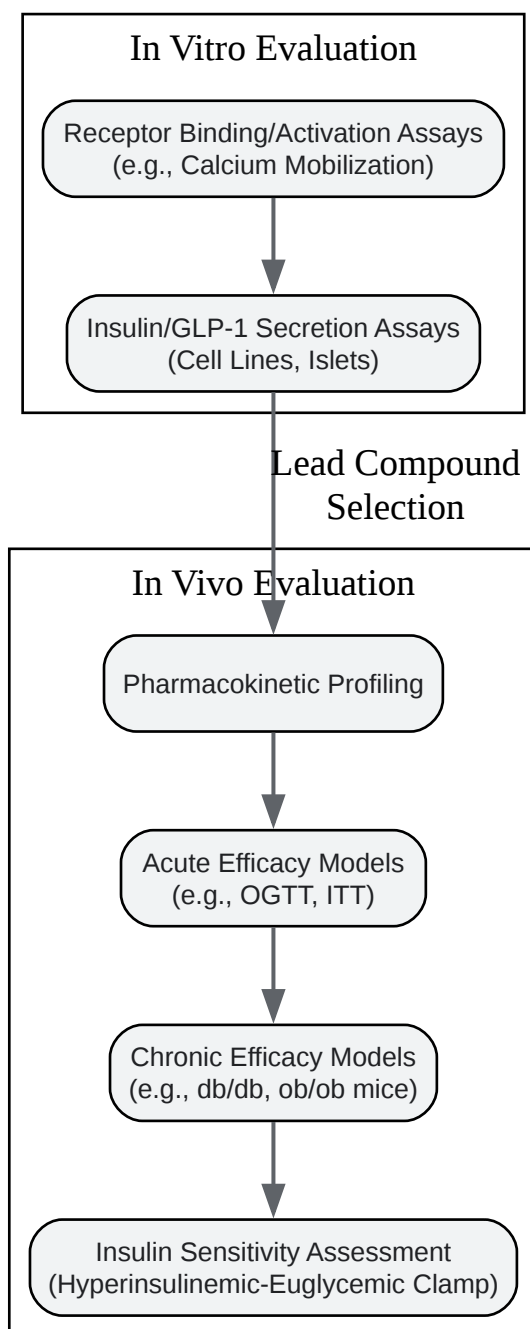 In Vitro Evaluation
Receptor Binding/Activation Assays
(e.g., Calcium Mobilization)
Insulin/GLP-1 Secretion Assays
(Cell Lines, Islets)
Lead Compound
Selection
In Vivo Evaluation
Pharmacokinetic Profiling
Acute Efficacy Models
(e.g., OGTT, ITT)
Chronic Efficacy Models
(e.g., db/db, ob/ob mice)
Insulin Sensitivity Assessment
(Hyperinsulinemic-Euglycemic Clamp)